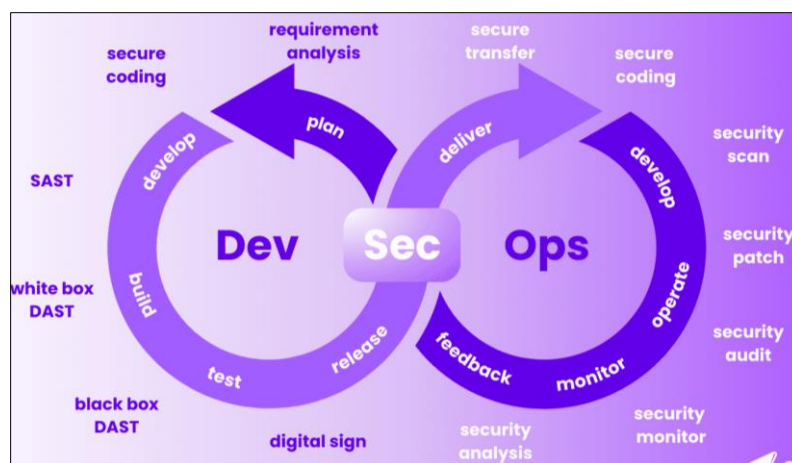 requirement
analysis
secure
transfer
secure
coding
secure
coding
plan
deliver
develop
develop
security
scan
SAST
Dev
Sec
Ops
security
patch
white box
DAST
build
operate
security
audit
release
feedback
test
monitor
black box
DAST
digital sign
security
analysis
security
monitor